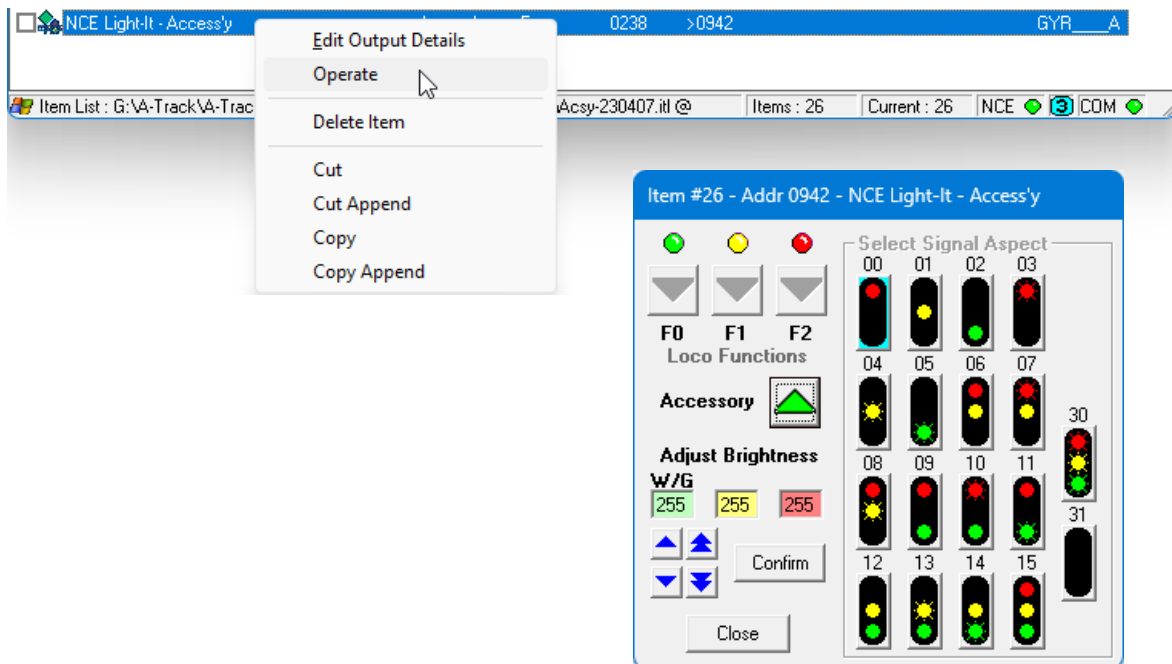 NCE Light-It - Access'y 0238 >0942 GYR____A
Edit Output Details
Operate
Delete Item
Cut
Cut Append
Copy
Copy Append
Item List : G:\A-Track\A-Trac
Acsy-230407.itl @ Items : 26 Current : 26 NCE 3 COM
Item #26 - Addr 0942 - NCE Light-It - Access'y
F0 F1 F2
Loco Functions
Accessory
Adjust Brightness
W/G
255 255 255
Confirm
Close
Select Signal Aspect
00 01 02 03
04 05 06 07
30
08 09 10 11
31
12 13 14 15